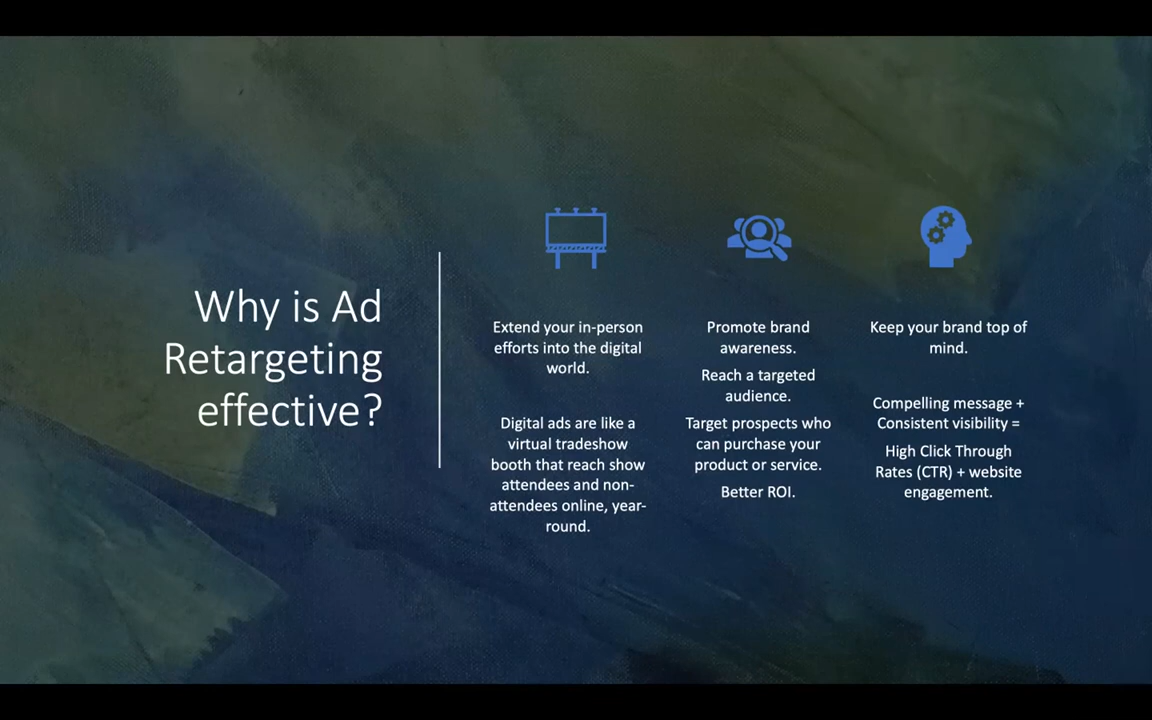 Why is Ad
Retargeting
effective?
Extend your in-person
efforts into the digital
world.
Digital ads are like a
virtual tradeshow
booth that reach show
attendees and non-
attendees online, year-
round.
Promote brand
awareness.
Reach a targeted
audience.
Target prospects who
can purchase your
product or service.
Better ROI.
Keep your brand top of
mind.
Compelling message +
Consistent visibility =
High Click Through
Rates (CTR) + website
engagement.